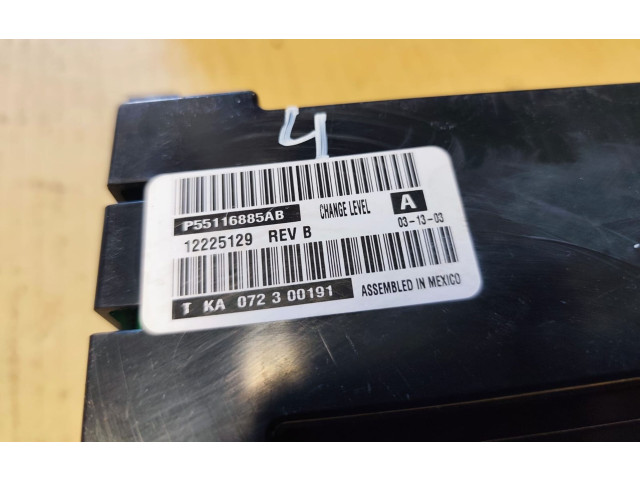 4
P55116885AB CHANGE LEVEL A
12225129 REV B 03-13-03
T KA 072 3 00191 ASSEMBLED IN MEXICO